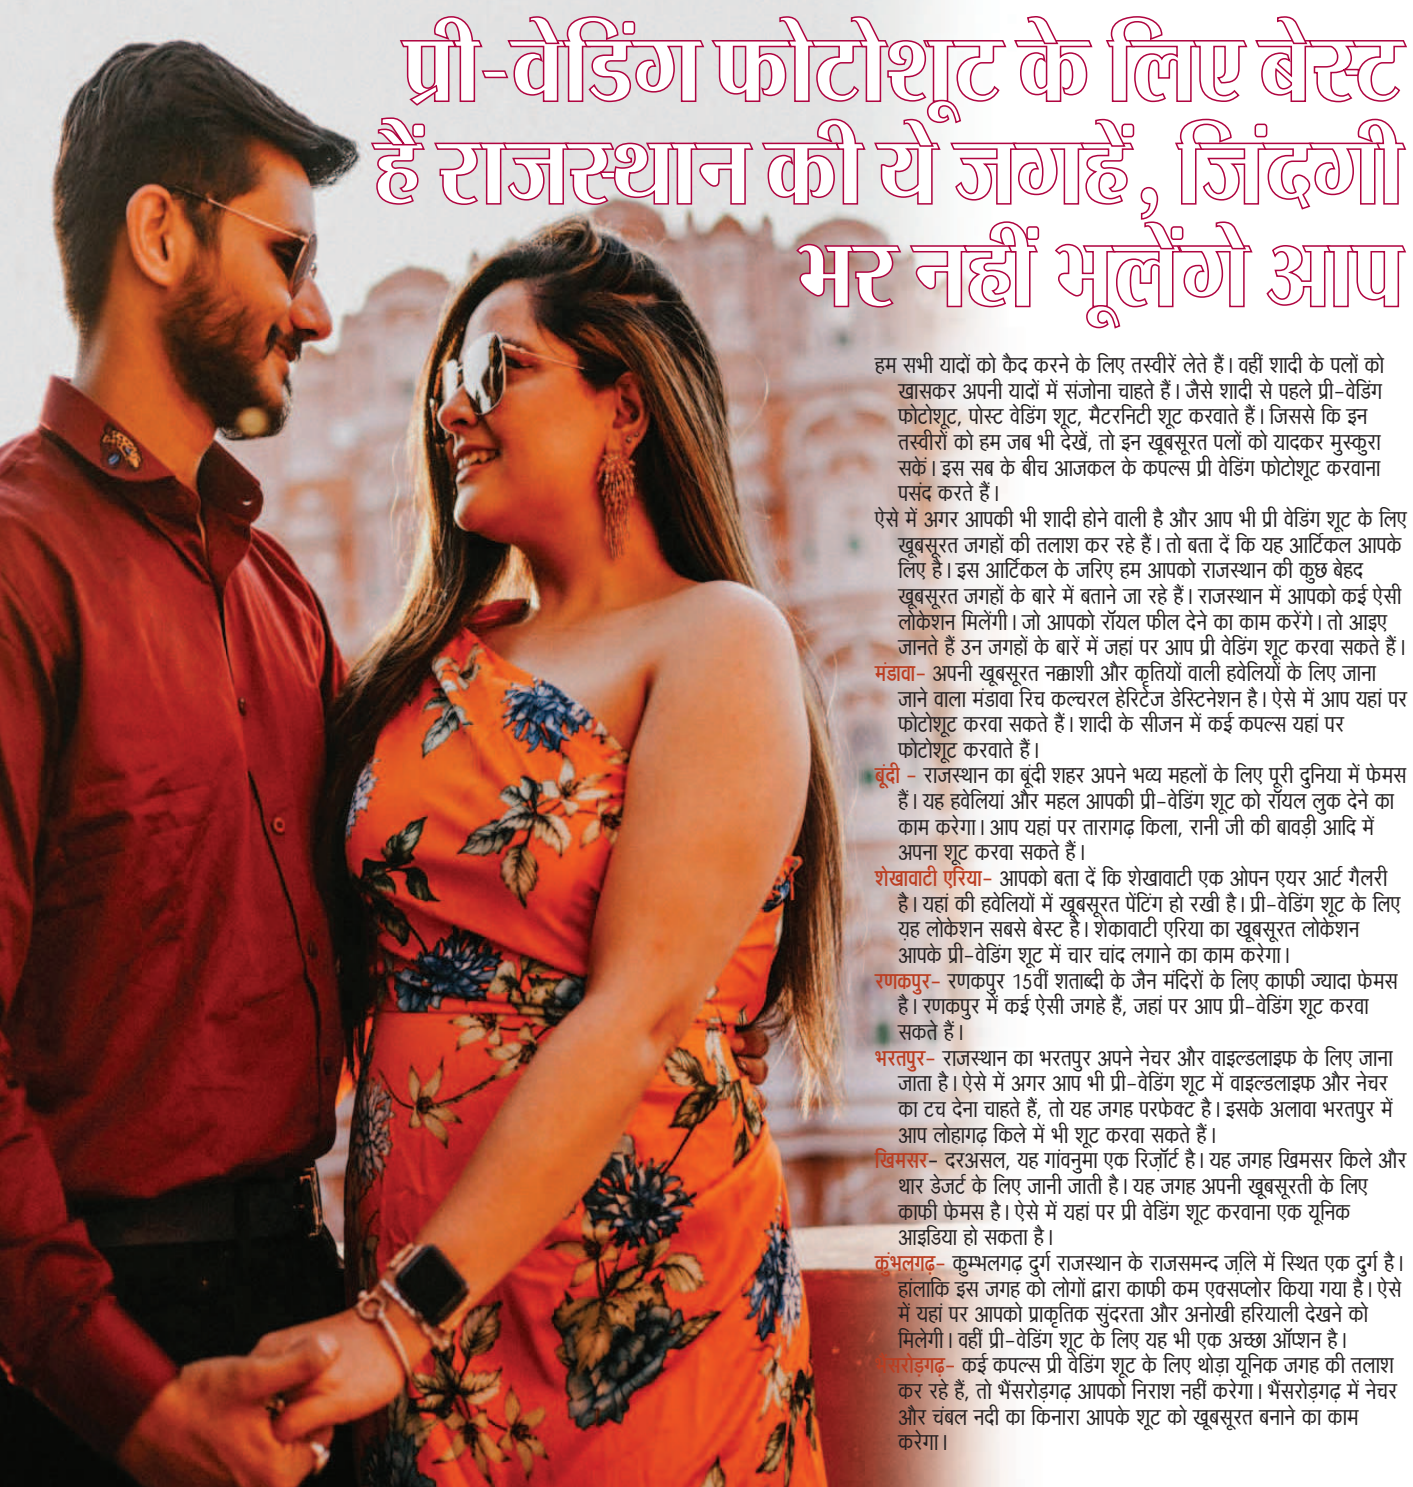 प्री-वेडिंग फोटोशूट के लिए बेस्ट
हैं राजस्थान की ये जगहें, जिंदगी
भर नहीं भूलेंगे आप
हम सभी यादों को कैद करने के लिए तस्वीरें लेते हैं। वहीं शादी के पलों को
खासकर अपनी यादों में संजोना चाहते हैं। जैसे शादी से पहले प्री-वेडिंग
फोटोशूट, पोस्ट वेडिंग शूट, मैटरनिटी शूट करवाते हैं। जिससे कि इन
तस्वीरों को हम जब भी देखें, तो इन खूबसूरत पलों को यादकर मुस्कुरा
सकें। इस सब के बीच आजकल के कपल्स प्री वेडिंग फोटोशूट करवाना
पसंद करते हैं।
ऐसे में अगर आपकी भी शादी होने वाली है और आप भी प्री वेडिंग शूट के लिए
खूबसूरत जगहों की तलाश कर रहे हैं। तो बता दें कि यह आर्टिकल आपके
लिए है। इस आर्टिकल के जरिए हम आपको राजस्थान की कुछ बेहद
खूबसूरत जगहों के बारे में बताने जा रहे हैं। राजस्थान में आपको कई ऐसी
लोकेशन मिलेंगी। जो आपको रॉयल फील देने का काम करेंगे। तो आइए
जानते हैं उन जगहों के बारें में जहां पर आप प्री वेडिंग शूट करवा सकते हैं।
मंडावा- अपनी खूबसूरत नक्काशी और कृतियों वाली हवेलियों के लिए जाना
जाने वाला मंडावा रिच कल्चरल हेरिटेज डेस्टिनेशन है। ऐसे में आप यहां पर
फोटोशूट करवा सकते हैं। शादी के सीजन में कई कपल्स यहां पर
फोटोशूट करवाते हैं।
बूंदी - राजस्थान का बूंदी शहर अपने भव्य महलों के लिए पूरी दुनिया में फेमस
हैं। यह हवेलियां और महल आपकी प्री-वेडिंग शूट को रॉयल लुक देने का
काम करेगा। आप यहां पर तारागढ़ किला, रानी जी की बावड़ी आदि में
अपना शूट करवा सकते हैं।
शेखावाटी एरिया- आपको बता दें कि शेखावाटी एक ओपन एयर आर्ट गैलरी
है। यहां की हवेलियों में खूबसूरत पेंटिंग हो रखी है। प्री-वेडिंग शूट के लिए
यह लोकेशन सबसे बेस्ट है। शेकावाटी एरिया का खूबसूरत लोकेशन
आपके प्री-वेडिंग शूट में चार चांद लगाने का काम करेगा।
रणकपुर- रणकपुर 15वीं शताब्दी के जैन मंदिरों के लिए काफी ज्यादा फेमस
है। रणकपुर में कई ऐसी जगहे हैं, जहां पर आप प्री-वेडिंग शूट करवा
सकते हैं।
भरतपुर- राजस्थान का भरतपुर अपने नेचर और वाइल्डलाइफ के लिए जाना
जाता है। ऐसे में अगर आप भी प्री-वेडिंग शूट में वाइल्डलाइफ और नेचर
का टच देना चाहते हैं, तो यह जगह परफेक्ट है। इसके अलावा भरतपुर में
आप लोहागढ़ किले में भी शूट करवा सकते हैं।
खिमसर- दरअसल, यह गांवनुमा एक रिज़ॉर्ट है। यह जगह खिमसर किले और
थार डेजर्ट के लिए जानी जाती है। यह जगह अपनी खूबसूरती के लिए
काफी फेमस है। ऐसे में यहां पर प्री वेडिंग शूट करवाना एक यूनिक
आइडिया हो सकता है।
कुंभलगढ़- कुम्भलगढ़ दुर्ग राजस्थान के राजसमन्द जि़ले में स्थित एक दुर्ग है।
हांलाकि इस जगह को लोगों द्वारा काफी कम एक्सप्लोर किया गया है। ऐसे
में यहां पर आपको प्राकृतिक सुंदरता और अनोखी हरियाली देखने को
मिलेगी। वहीं प्री-वेडिंग शूट के लिए यह भी एक अच्छा ऑप्शन है।
भैंसरोड़गढ़- कई कपल्स प्री वेडिंग शूट के लिए थोड़ा यूनिक जगह की तलाश
कर रहे हैं, तो भैंसरोड़गढ़ आपको निराश नहीं करेगा। भैंसरोड़गढ़ में नेचर
और चंबल नदी का किनारा आपके शूट को खूबसूरत बनाने का काम
करेगा।